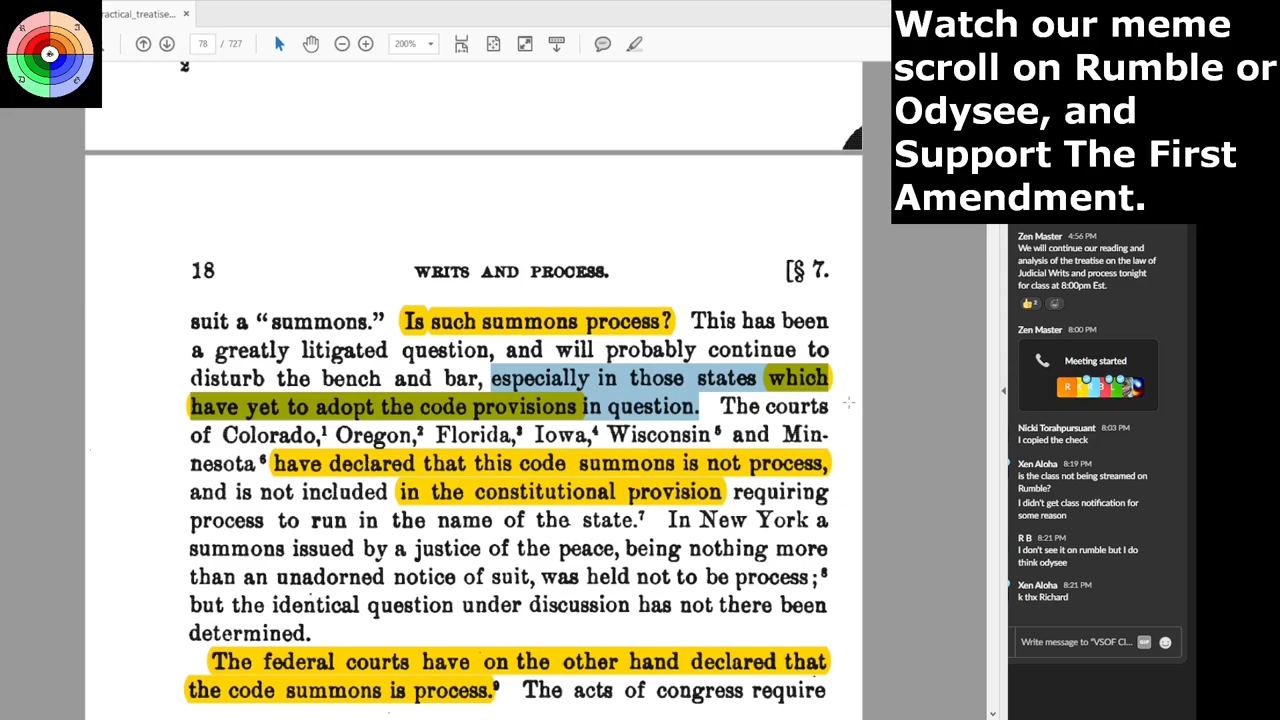 ractical_treatise...
78 / 727
200%
2
18 WRITS AND PROCESS. [§ 7.
suit a “summons.” Is such summons process? This has been
a greatly litigated question, and will probably continue to
disturb the bench and bar, especially in those states which
have yet to adopt the code provisions in question. The courts
of Colorado,¹ Oregon,² Florida,³ Iowa,⁴ Wisconsin⁵ and Min-
nesota⁶ have declared that this code summons is not process,
and is not included in the constitutional provision requiring
process to run in the name of the state.⁷ In New York a
summons issued by a justice of the peace, being nothing more
than an unadorned notice of suit, was held not to be process;⁸
but the identical question under discussion has not there been
determined.
The federal courts have on the other hand declared that
the code summons is process.⁹ The acts of congress require
Watch our meme
scroll on Rumble or
Odysee, and
Support The First
Amendment.
Zen Master 4:56 PM
We will continue our reading and
analysis of the treatise on the law of
Judicial Writs and process tonight
for class at 8:00pm Est.
2
Zen Master 8:00 PM
Meeting started
R K R B L
Nicki Torahpursuant 8:03 PM
I copied the check
Xen Aloha 8:19 PM
is the class not being streamed on
Rumble?
I didn't get class notification for
some reason
R B 8:21 PM
I don't see it on rumble but I do
think odysee
Xen Aloha 8:21 PM
k thx Richard
Write message to "VSOF Cl... GIF